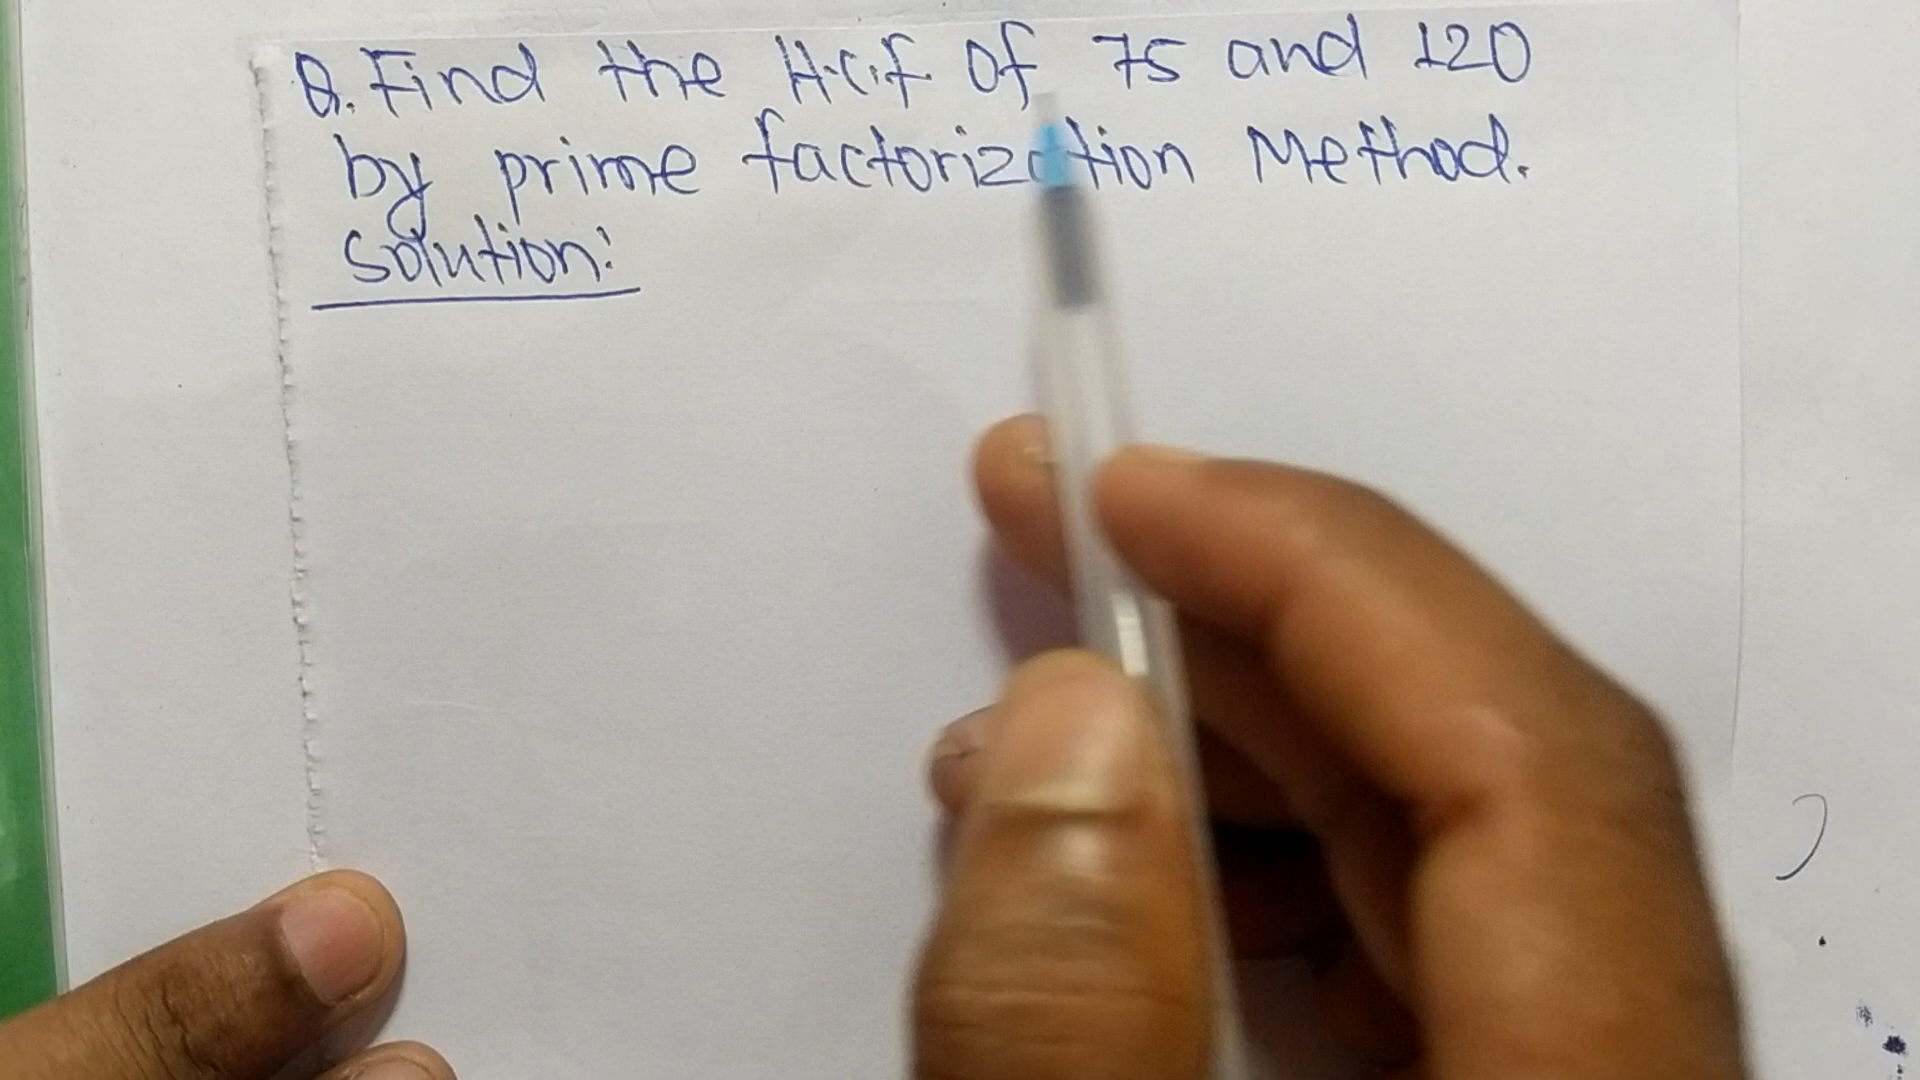 Q. Find the H.C.F. of 75 and 120
by prime factorization Method.
Solution: